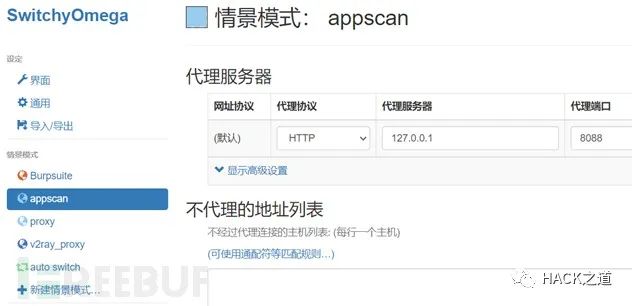 SwitchyOmega
设定
界面
通用
导入/导出
情景模式
Burpsuite
appscan
proxy
v2ray_proxy
auto switch
新建情景模式…
情景模式: appscan
代理服务器
网址协议 代理协议 代理服务器 代理端口
(默认) HTTP 127.0.0.1 8088
显示高级设置
不代理的地址列表
不经过代理连接的主机列表: (每行一个主机)
(可使用通配符等匹配规则…)
REEBUF
HACK之道